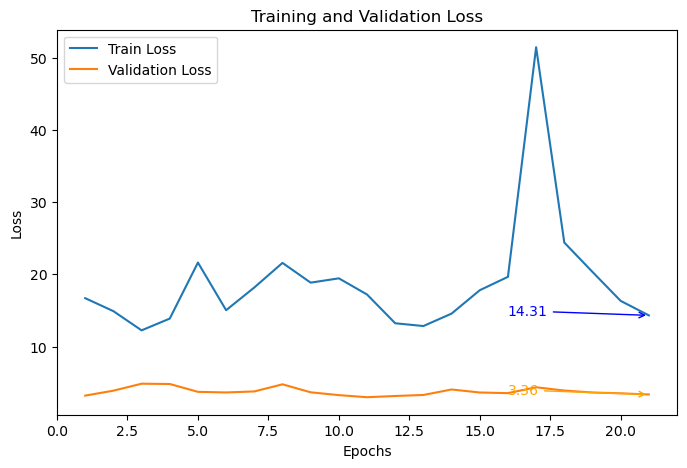 Training and Validation Loss
Train Loss
Validation Loss
Loss
50
40
30
20
10
14.31
3.36
0.0 2.5 5.0 7.5 10.0 12.5 15.0 17.5 20.0
Epochs